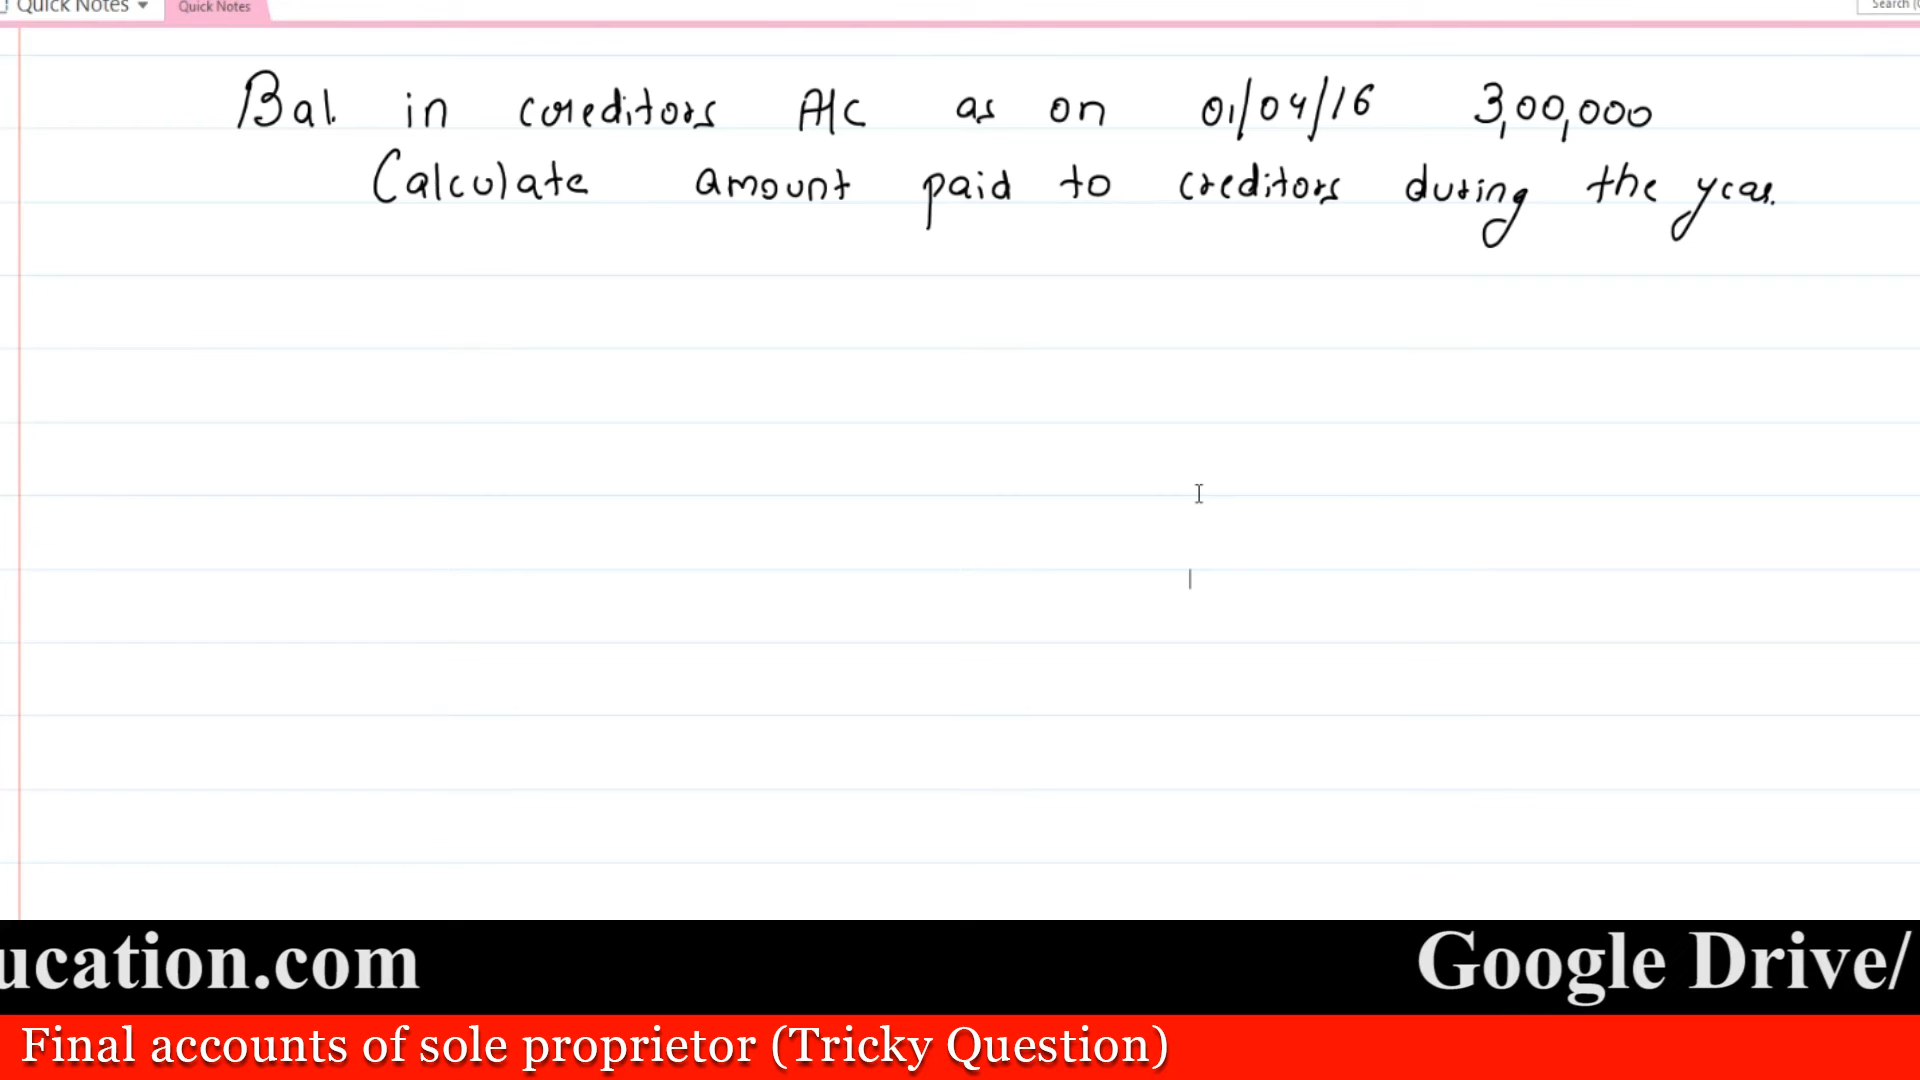 Quick Notes
Quick Notes
Search (
Bal. in creditors A/C as on 01/04/16 3,00,000
Calculate amount paid to creditors during the year.
ucation.com
Google Drive/
Final accounts of sole proprietor (Tricky Question)